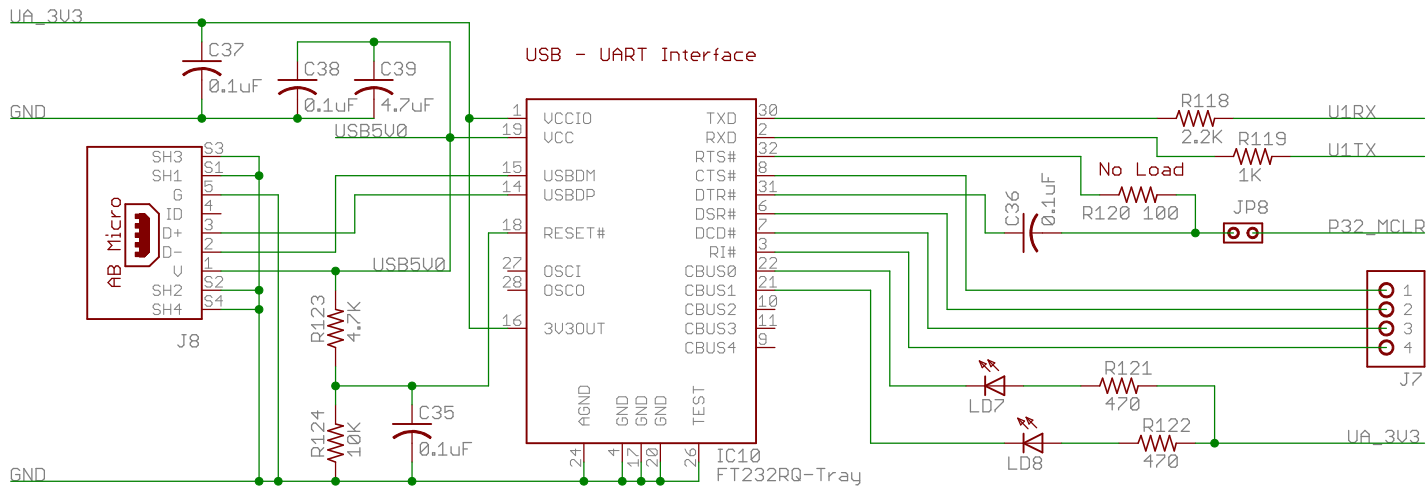 UA_3V3
C37
0.1uF
C38
0.1uF
C39
4.7uF
GND
USB5V0
USB - UART Interface
AB Micro
SH3 S3
SH1 S1
G 5
ID 4
D+ 3
D- 2
V 1
SH2 S2
SH4 S4
J8
USB5V0
R123
4.7K
R124
10K
C35
0.1uF
GND
1 VCCIO
19 VCC
15 USBDM
14 USBDP
18 RESET#
27 OSCI
28 OSCO
16 3V3OUT
TXD 30
RXD 2
RTS# 32
CTS# 8
DTR# 31
DSR# 6
DCD# 7
RI# 3
CBUS0 22
CBUS1 21
CBUS2 10
CBUS3 11
CBUS4 9
AGND 24
GND 4
GND 17
GND 20
TEST 26
IC10
FT232RQ-Tray
R118
2.2K
U1RX
R119
1K
U1TX
No Load
R120 100
C36
0.1uF
JP8
P32_MCLR
1
2
3
4
J7
LD7
R121
470
LD8
R122
470
UA_3V3